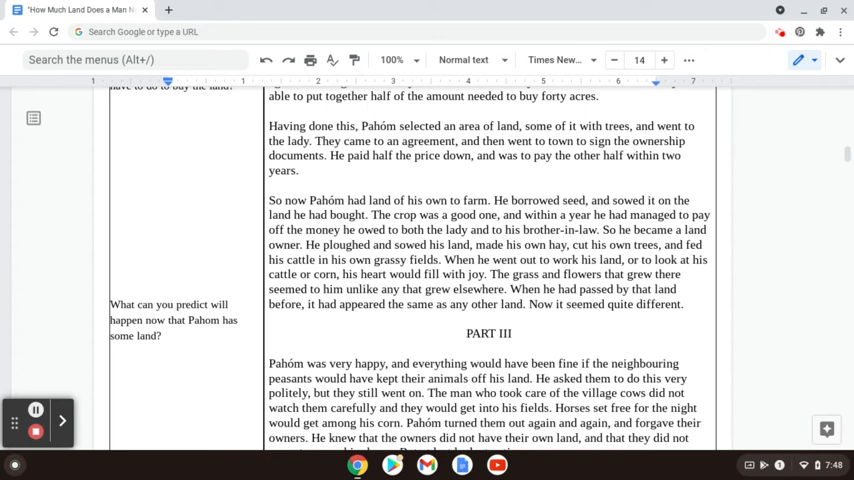 "How Much Land Does a Man N
Search Google or type a URL
Search the menus (Alt+/)
100%
Normal text
Times New...
14
1 1 2 3 4 5 6 7
have to do to buy the land?
able to put together half of the amount needed to buy forty acres.
Having done this, Pahóm selected an area of land, some of it with trees, and went to
the lady. They came to an agreement, and then went to town to sign the ownership
documents. He paid half the price down, and was to pay the other half within two
years.
So now Pahóm had land of his own to farm. He borrowed seed, and sowed it on the
land he had bought. The crop was a good one, and within a year he had managed to pay
off the money he owed to both the lady and to his brother-in-law. So he became a land
owner. He ploughed and sowed his land, made his own hay, cut his own trees, and fed
his cattle in his own grassy fields. When he went out to work his land, or to look at his
cattle or corn, his heart would fill with joy. The grass and flowers that grew there
seemed to him unlike any that grew elsewhere. When he had passed by that land
before, it had appeared the same as any other land. Now it seemed quite different.
What can you predict will
happen now that Pahom has
some land?
PART III
Pahóm was very happy, and everything would have been fine if the neighbouring
peasants would have kept their animals off his land. He asked them to do this very
politely, but they still went on. The man who took care of the village cows did not
watch them carefully and they would get into his fields. Horses set free for the night
would get among his corn. Pahóm turned them out again and again, and forgave their
owners. He knew that the owners did not have their own land, and that they did not
7:48